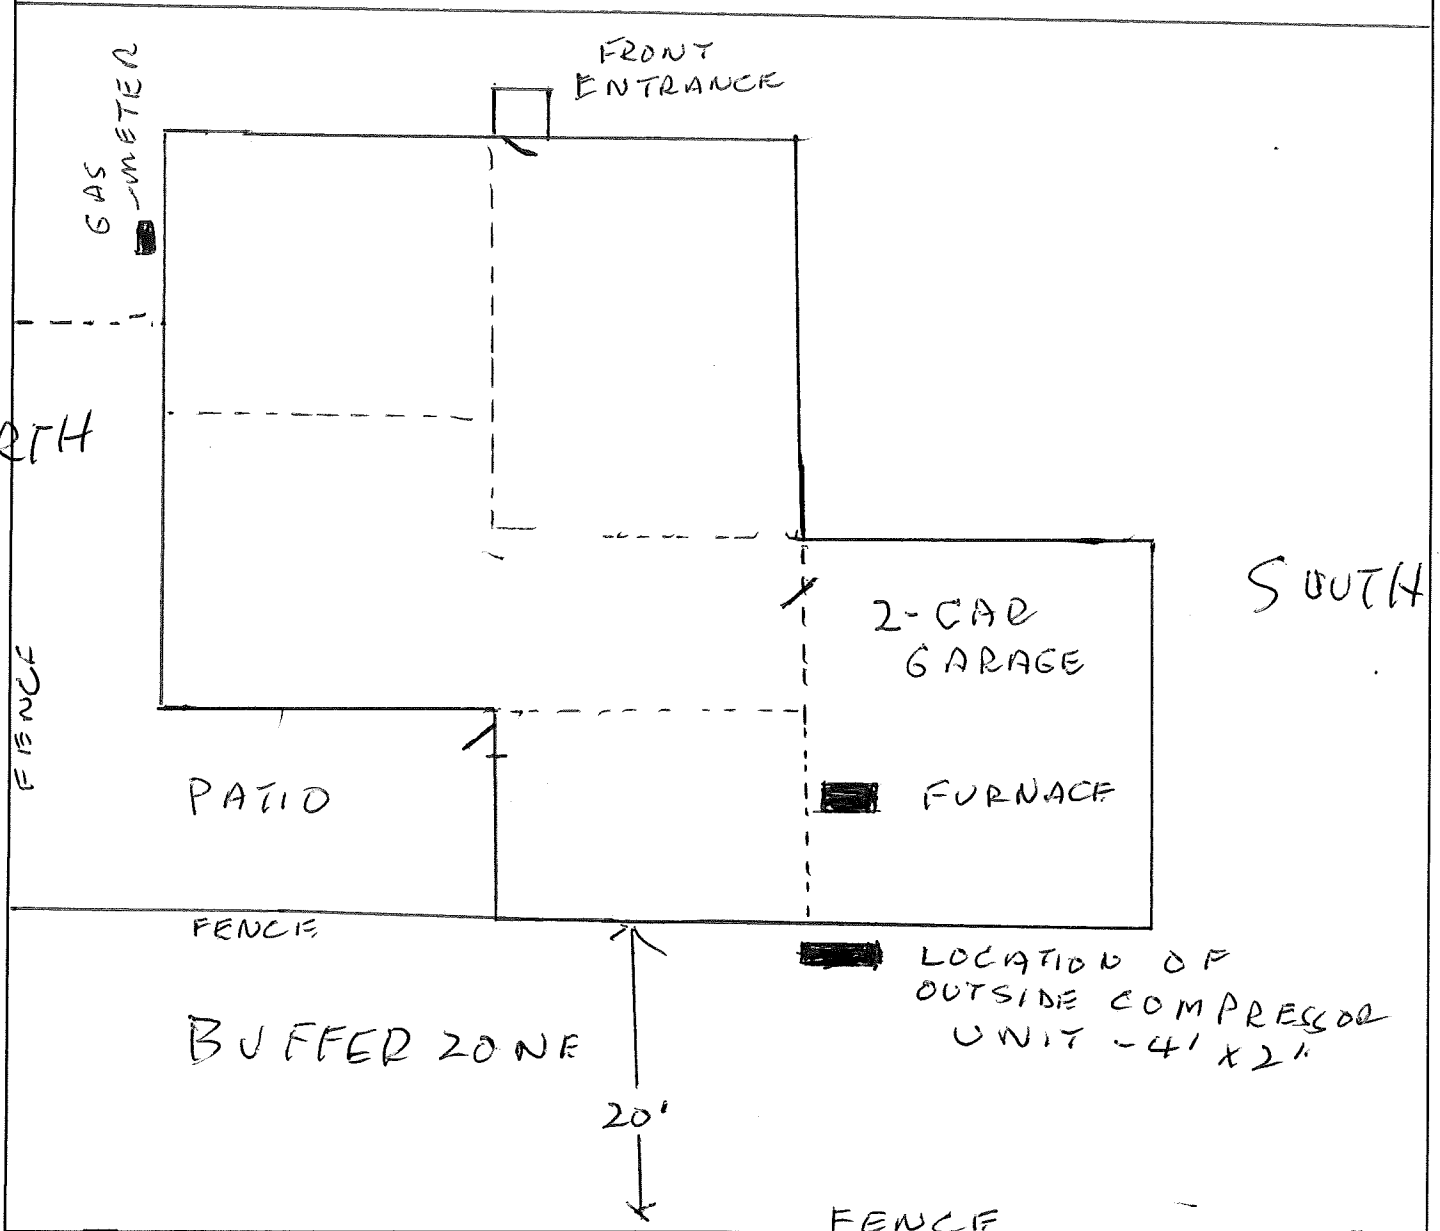 FRONT
ENTRANCE
GAS
METER
RTH
SOUTH
2-CAR
GARAGE
FENCE
PATIO
FURNACE
FENCE
LOCATION OF
OUTSIDE COMPRESSOR
UNIT - 4' x 2'
BUFFER ZONE
20'
FENCE